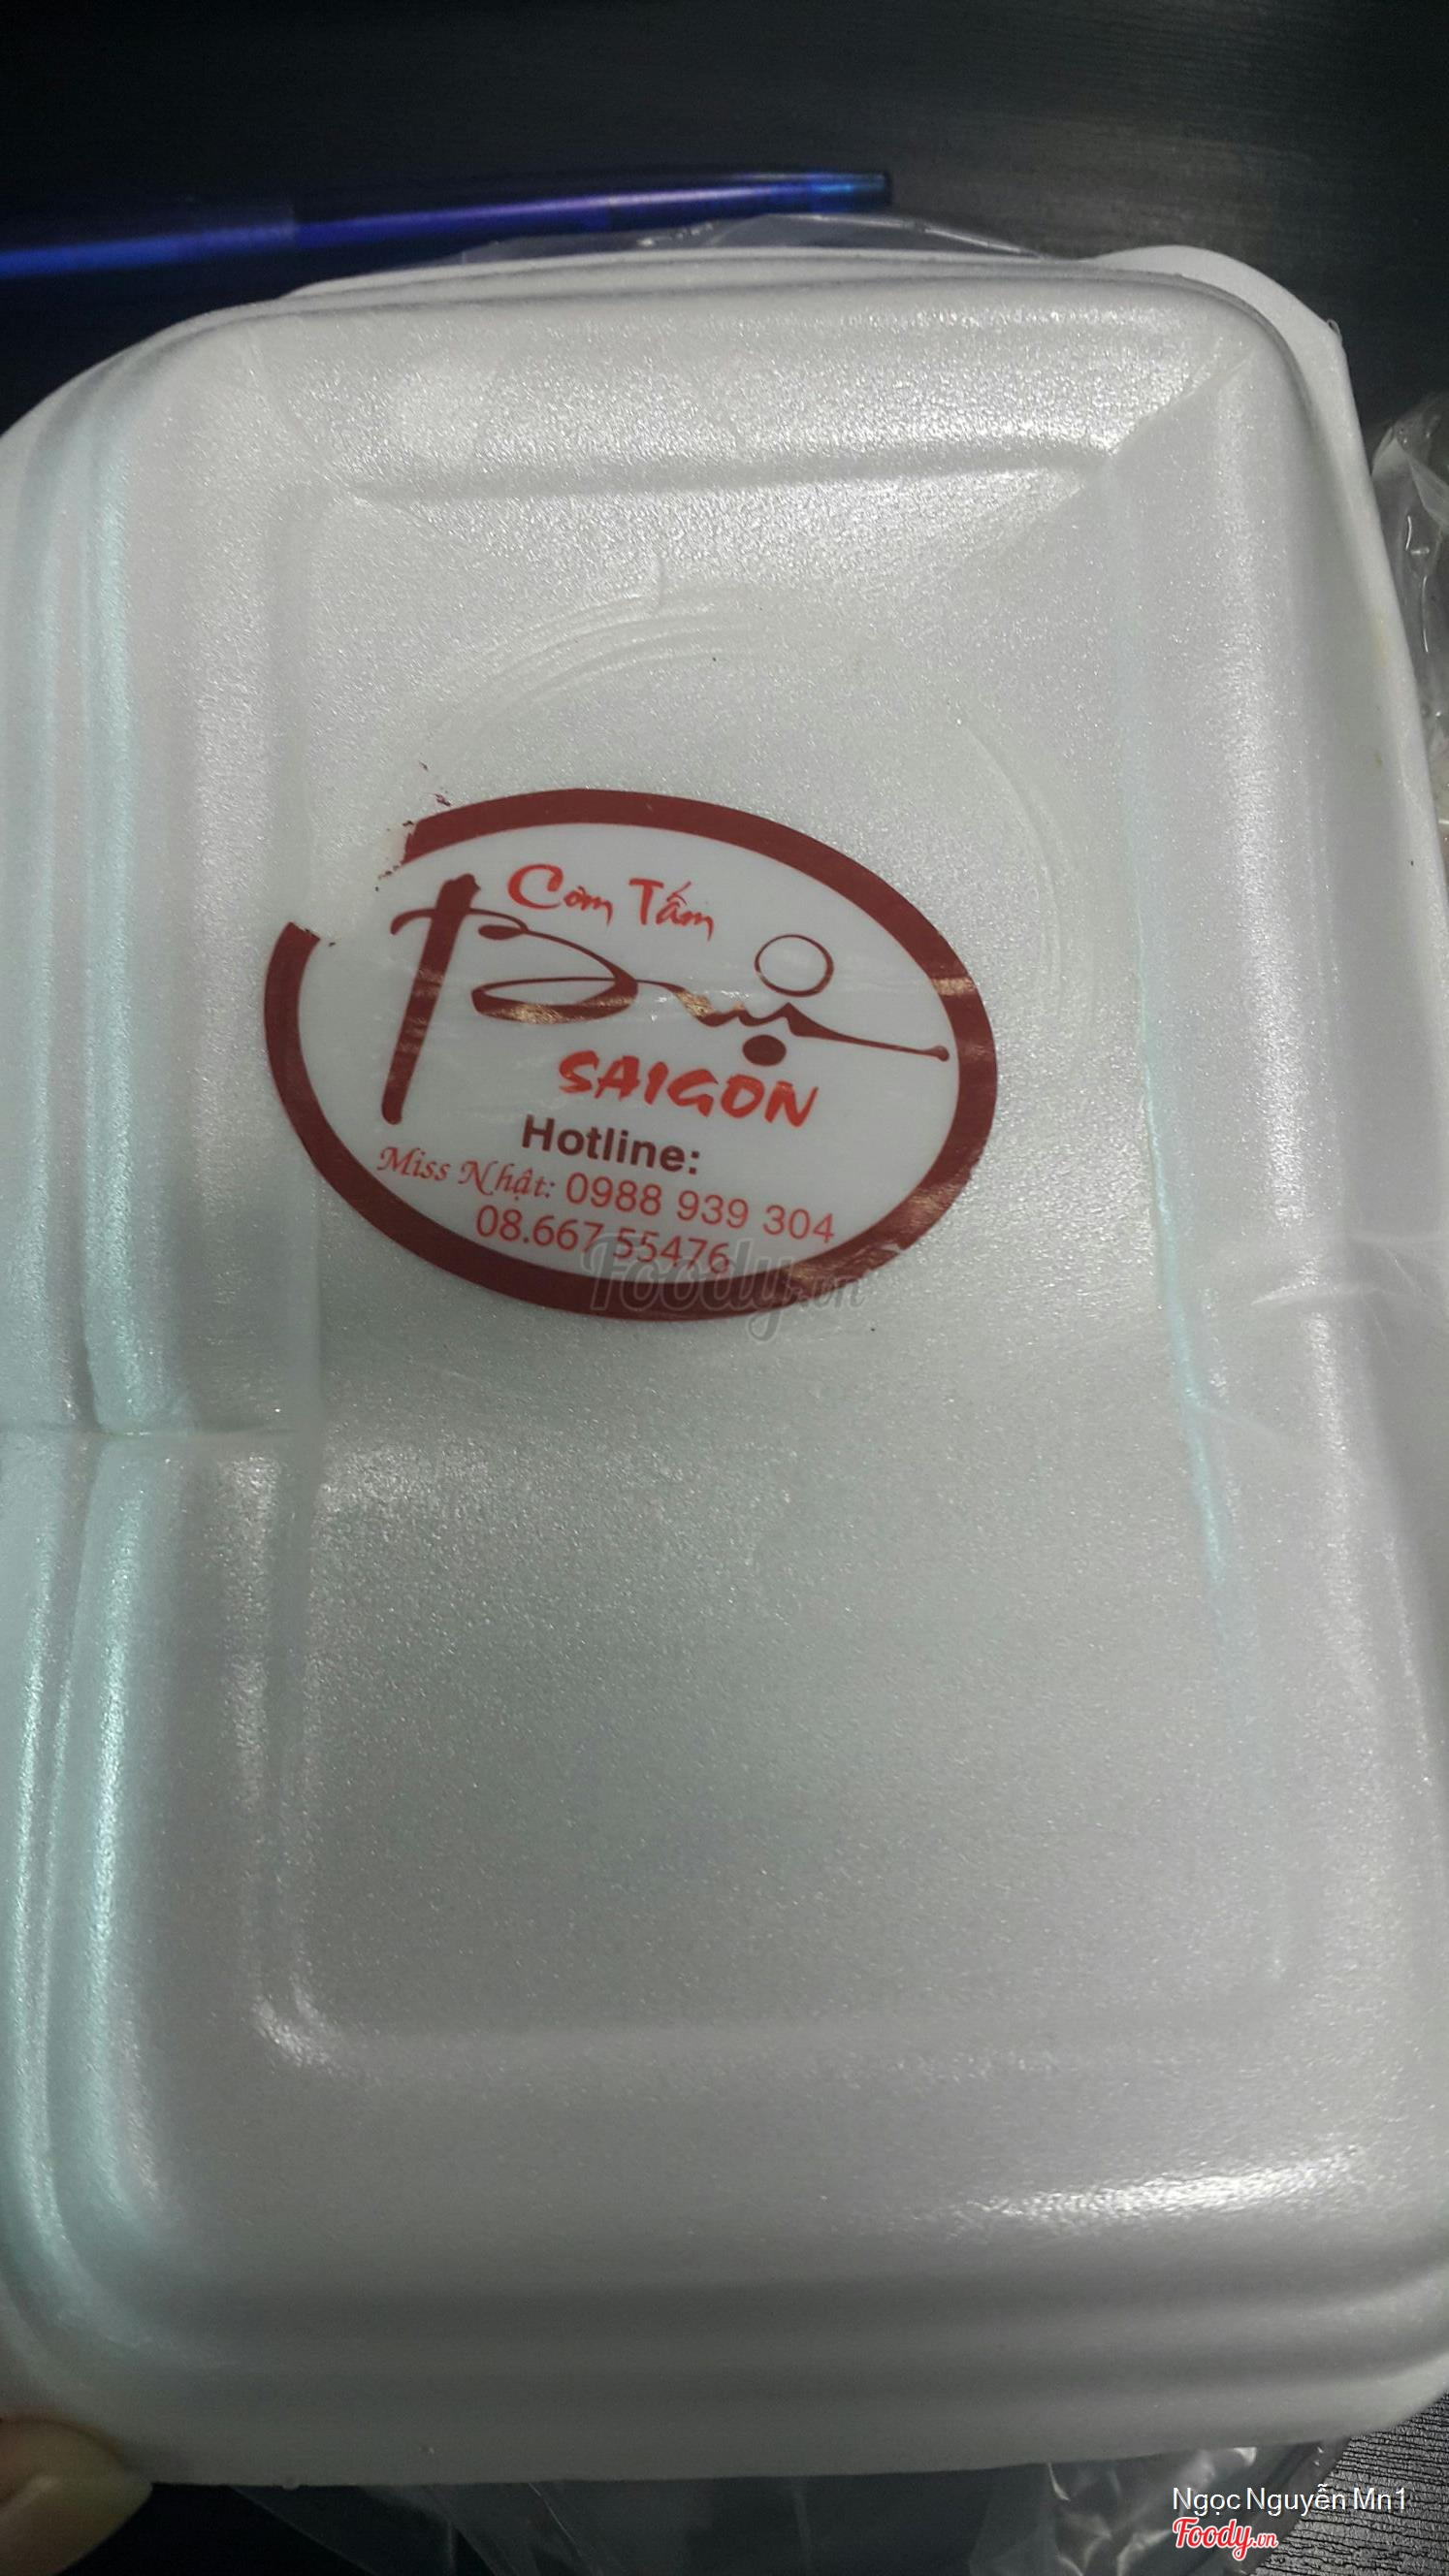 Cơm Tấm
Bụi
SAIGON
Hotline:
Miss Nhật: 0988 939 304
08.667 55476
Foody.vn
Ngọc Nguyễn Mn1
Foody.vn